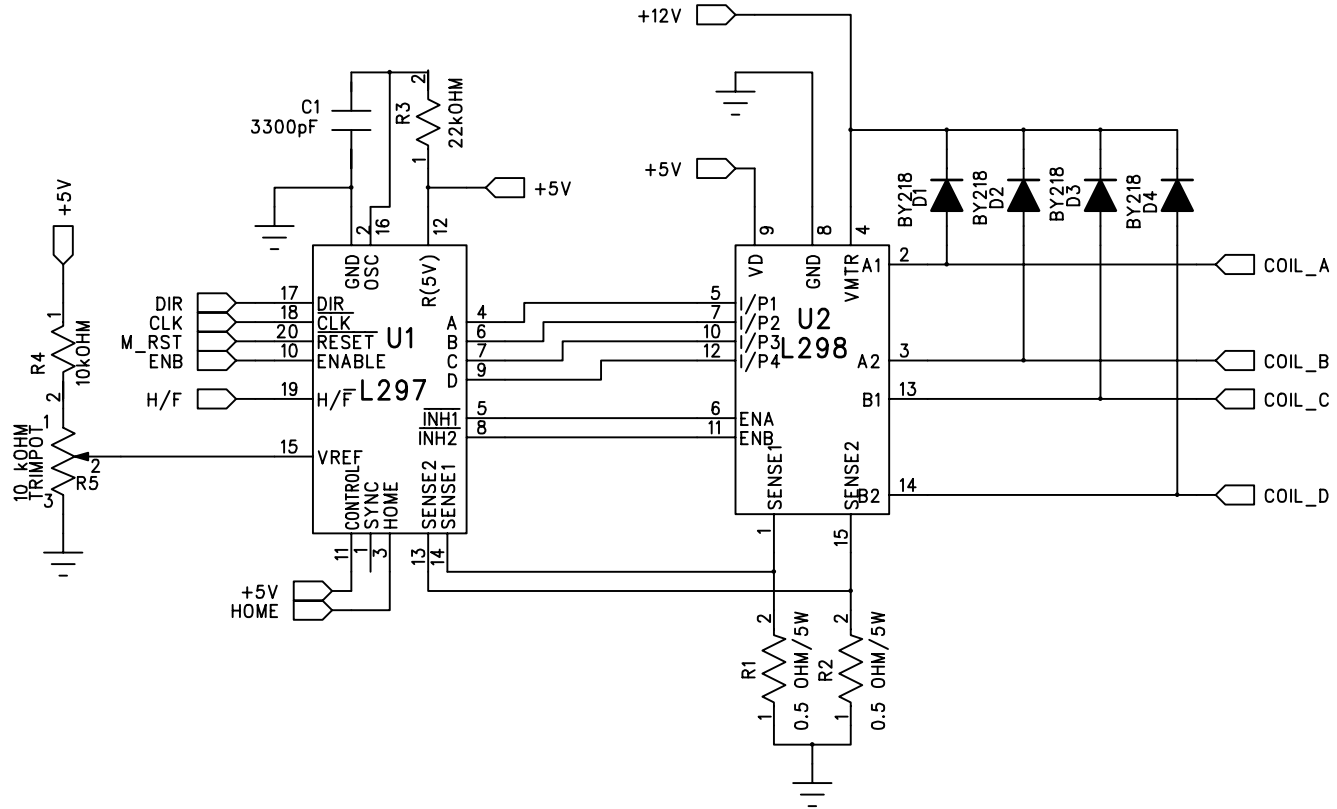 +12V
C1
3300pF
2
R3
22kOHM
1
+5V
+5V
+5V
2
16
12
9
8
4
BY218
D1
BY218
D2
BY218
D3
BY218
D4
GND
OSC
R(5V)
VD
GND
VMTR
A1
2
COIL_A
DIR
17
DIR
CLK
18
CLK
M_RST
20
RESET
ENB
10
ENABLE
U1
L297
A
4
B
6
C
7
D
9
5
I/P1
7
I/P2
10
I/P3
12
I/P4
U2
L298
A2
3
COIL_B
B1
13
COIL_C
H/F
19
H/F
INH1
5
INH2
8
6
ENA
11
ENB
1
R4
10kOHM
2
1
10 kOHM
TRIMPOT
2
R5
3
15
VREF
CONTROL
SYNC
HOME
SENSE2
SENSE1
SENSE1
SENSE2
B2
14
COIL_D
11
1
3
13
14
1
15
+5V
HOME
2
R1
0.5 OHM/5W
1
2
R2
0.5 OHM/5W
1